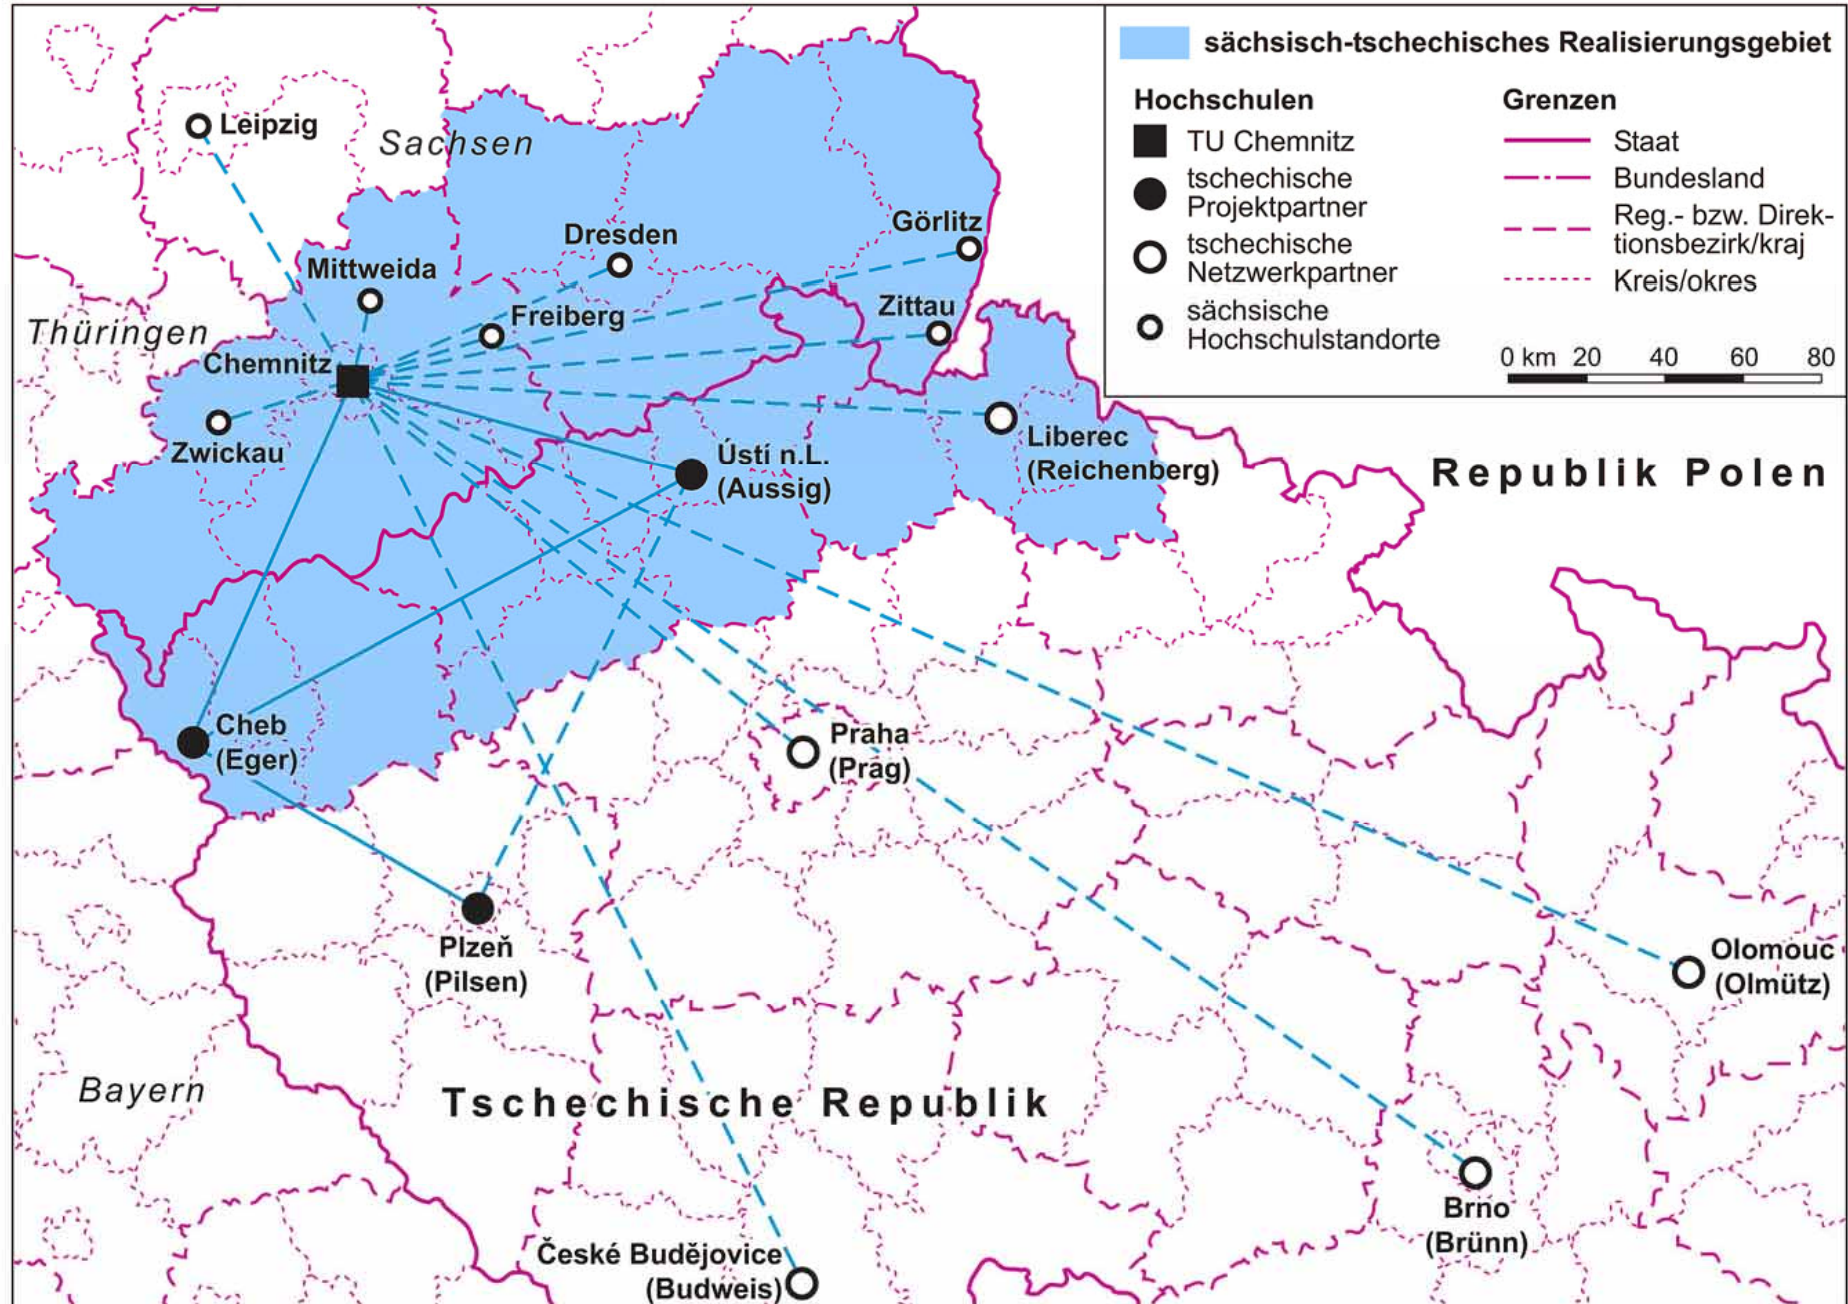 sächsisch-tschechisches Realisierungsgebiet
Hochschulen
TU Chemnitz
tschechische
Projektpartner
tschechische
Netzwerkpartner
sächsische
Hochschulstandorte
Grenzen
Staat
Bundesland
Reg.- bzw. Direk-
tionsbezirk/kraj
Kreis/okres
0 km 20 40 60 80
Leipzig
Sachsen
Görlitz
Dresden
Mittweida
Zittau
Freiberg
Thüringen
Chemnitz
Zwickau
Liberec
(Reichenberg)
Ústí n.L.
(Aussig)
Republik Polen
Cheb
(Eger)
Praha
(Prag)
Plzeň
(Pilsen)
Olomouc
(Olmütz)
Bayern
Tschechische Republik
Brno
(Brünn)
České Budějovice
(Budweis)